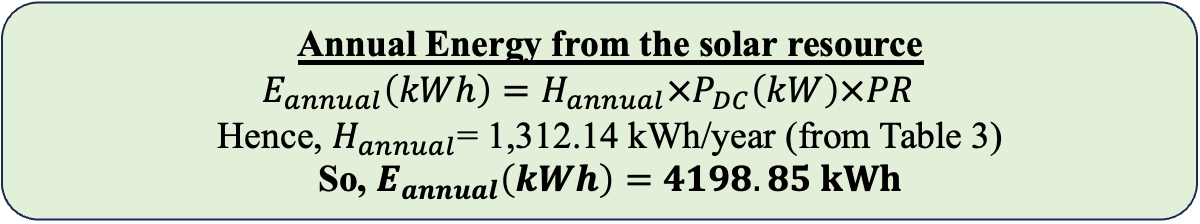 Annual Energy from the solar resource
E_annual(kWh) = H_annual×P_DC(kW)×PR
Hence, H_annual= 1,312.14 kWh/year (from Table 3)
So, E_annual(kWh) = 4198.85 kWh